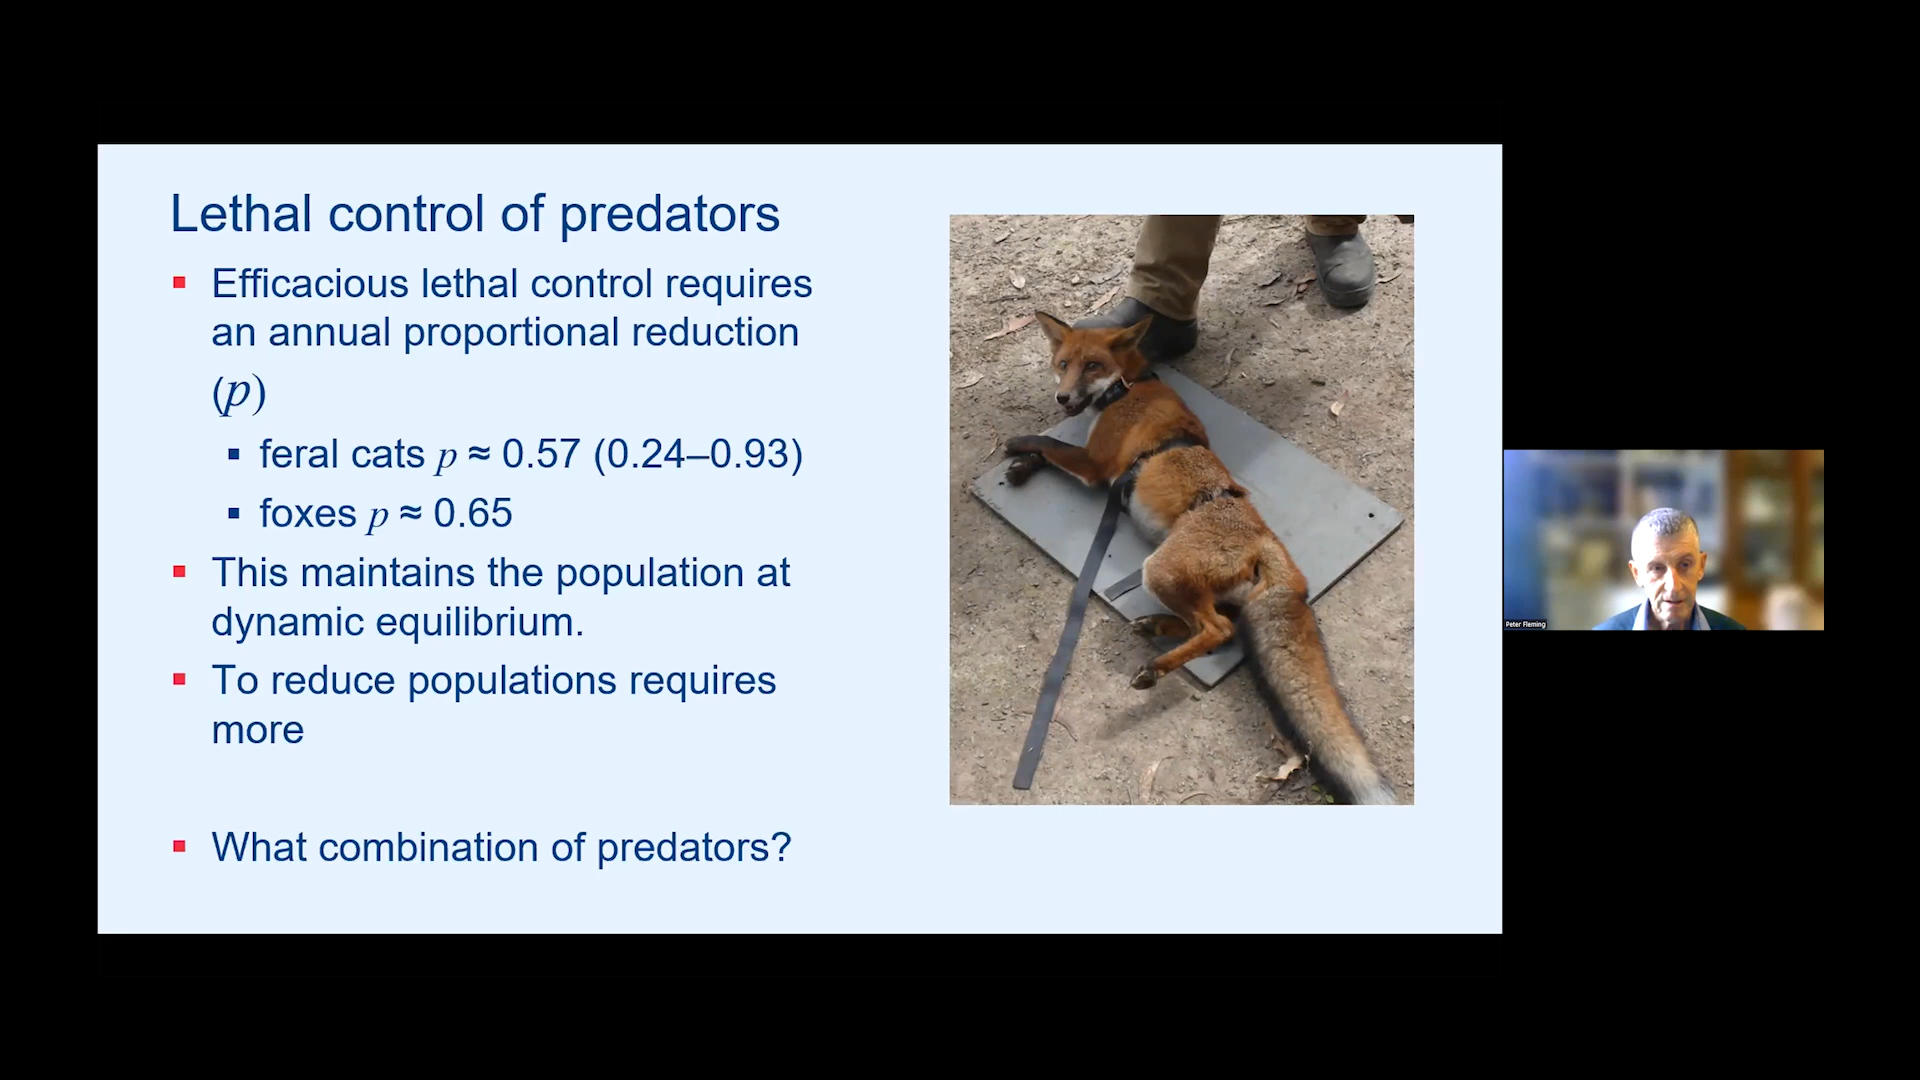 Lethal control of predators
▪ Efficacious lethal control requires
an annual proportional reduction
(p)
▪ feral cats p ≈ 0.57 (0.24–0.93)
▪ foxes p ≈ 0.65
▪ This maintains the population at
dynamic equilibrium.
▪ To reduce populations requires
more
▪ What combination of predators?
Peter Fleming